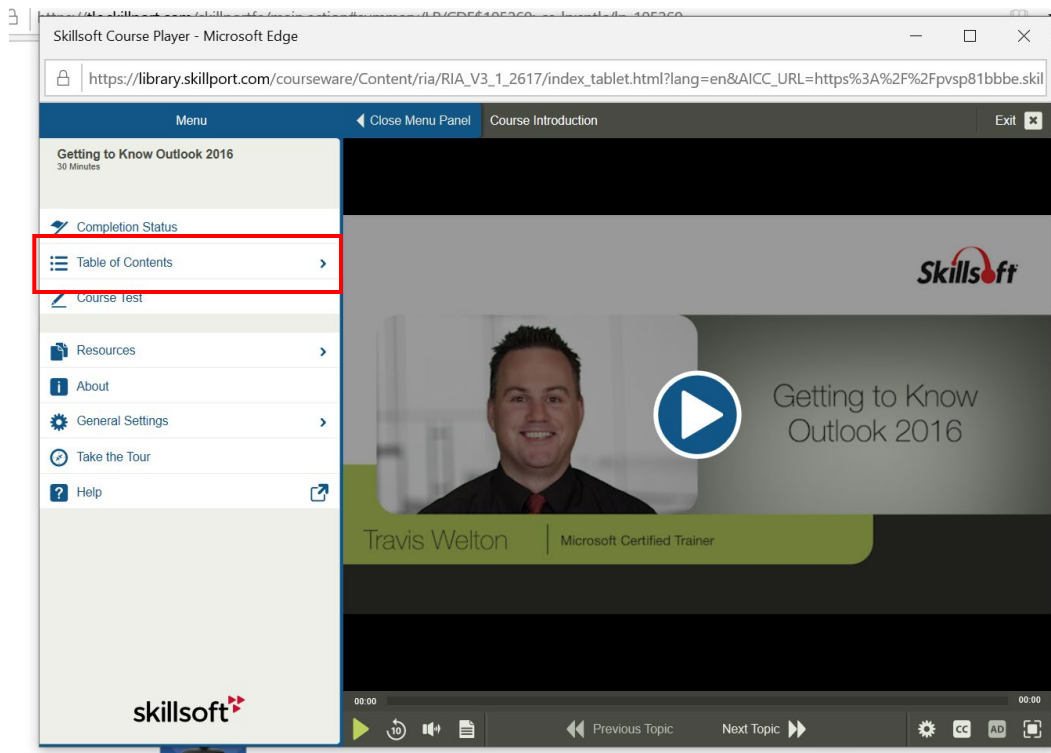 Skillsoft Course Player - Microsoft Edge
https://library.skillport.com/courseware/Content/ria/RIA_V3_1_2617/index_tablet.html?lang=en&AICC_URL=https%3A%2F%2Fpvsp81bbbe.skil
Menu
Close Menu Panel
Course Introduction
Exit
Getting to Know Outlook 2016
30 Minutes
Completion Status
Table of Contents
Course Test
Resources
About
General Settings
Take the Tour
Help
skillsoft
Skillsoft
Getting to Know
Outlook 2016
Travis Welton
Microsoft Certified Trainer
00:00
00:00
10
Previous Topic
Next Topic
CC
AD